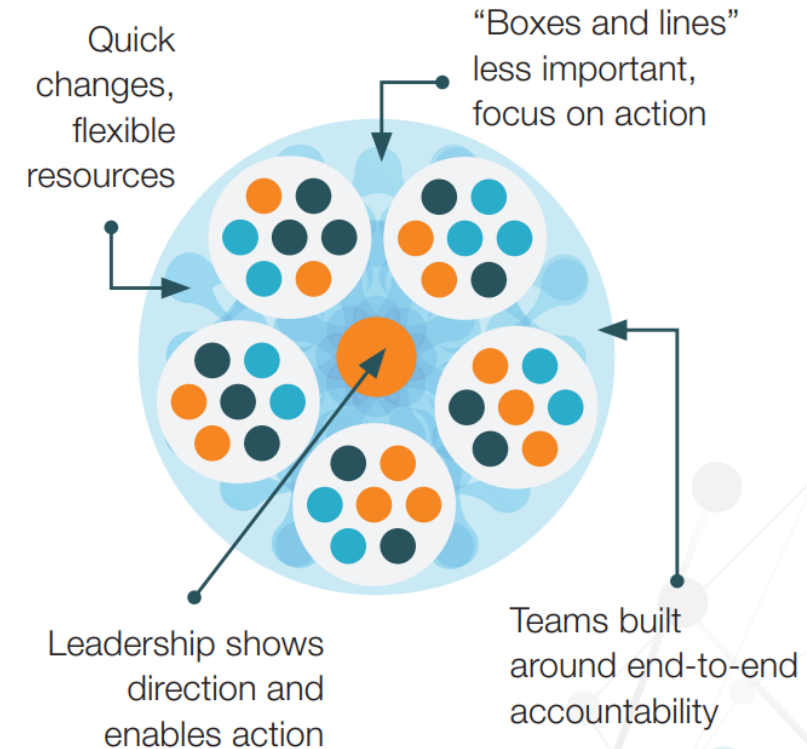 Quick
changes,
flexible
resources
“Boxes and lines”
less important,
focus on action
Leadership shows
direction and
enables action
Teams built
around end-to-end
accountability